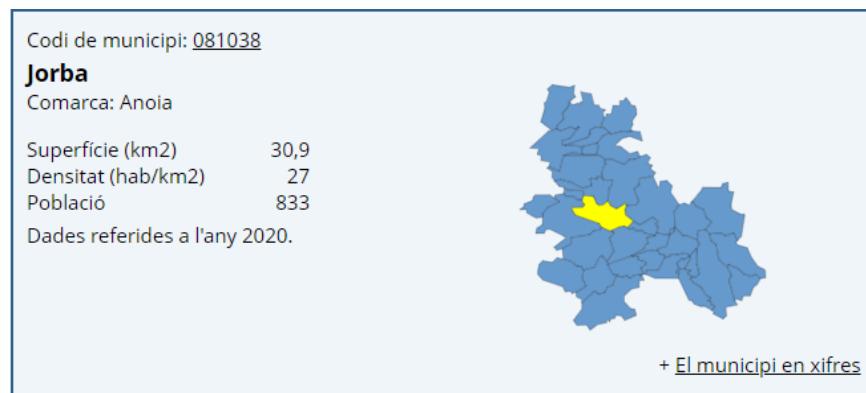 Codi de municipi: 081038
Jorba
Comarca: Anoia
Superfície (km2) 30,9
Densitat (hab/km2) 27
Població 833
Dades referides a l'any 2020.
+ El municipi en xifres